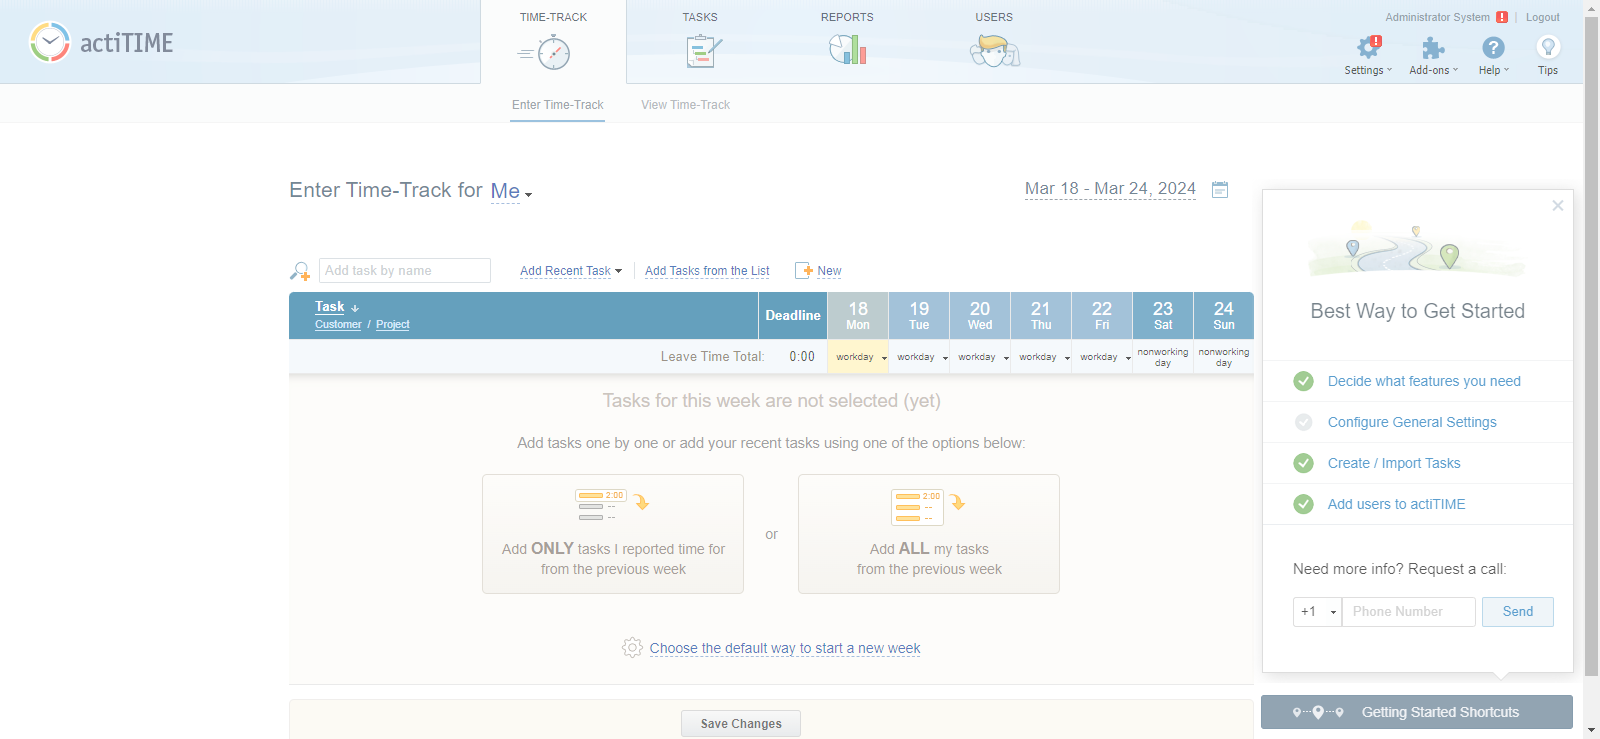 actiTIME
TIME-TRACK
TASKS
REPORTS
USERS
Administrator System
Logout
Settings
Add-ons
Help
Tips
Enter Time-Track
View Time-Track
Enter Time-Track for Me
Mar 18 - Mar 24, 2024
Add task by name
Add Recent Task
Add Tasks from the List
New
Task
Customer / Project
Deadline
18 Mon
19 Tue
20 Wed
21 Thu
22 Fri
23 Sat
24 Sun
Leave Time Total: 0:00
workday
workday
workday
workday
workday
nonworking
day
nonworking
day
Tasks for this week are not selected (yet)
Add tasks one by one or add your recent tasks using one of the options below:
2:00
--
--
Add ONLY tasks I reported time for
from the previous week
or
2:00
--
--
Add ALL my tasks
from the previous week
Choose the default way to start a new week
Save Changes
Best Way to Get Started
Decide what features you need
Configure General Settings
Create / Import Tasks
Add users to actiTIME
Need more info? Request a call:
+1
Phone Number
Send
Getting Started Shortcuts